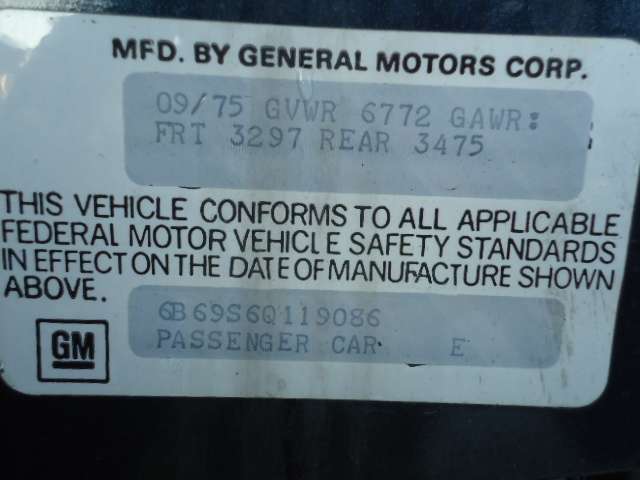 MFD. BY GENERAL MOTORS CORP.
09/75 GVWR 6772 GAWR:
FRT 3297 REAR 3475
THIS VEHICLE CONFORMS TO ALL APPLICABLE
FEDERAL MOTOR VEHICLE SAFETY STANDARDS
IN EFFECT ON THE DATE OF MANUFACTURE SHOWN
ABOVE.
6B69S6Q119086
PASSENGER CAR E
GM